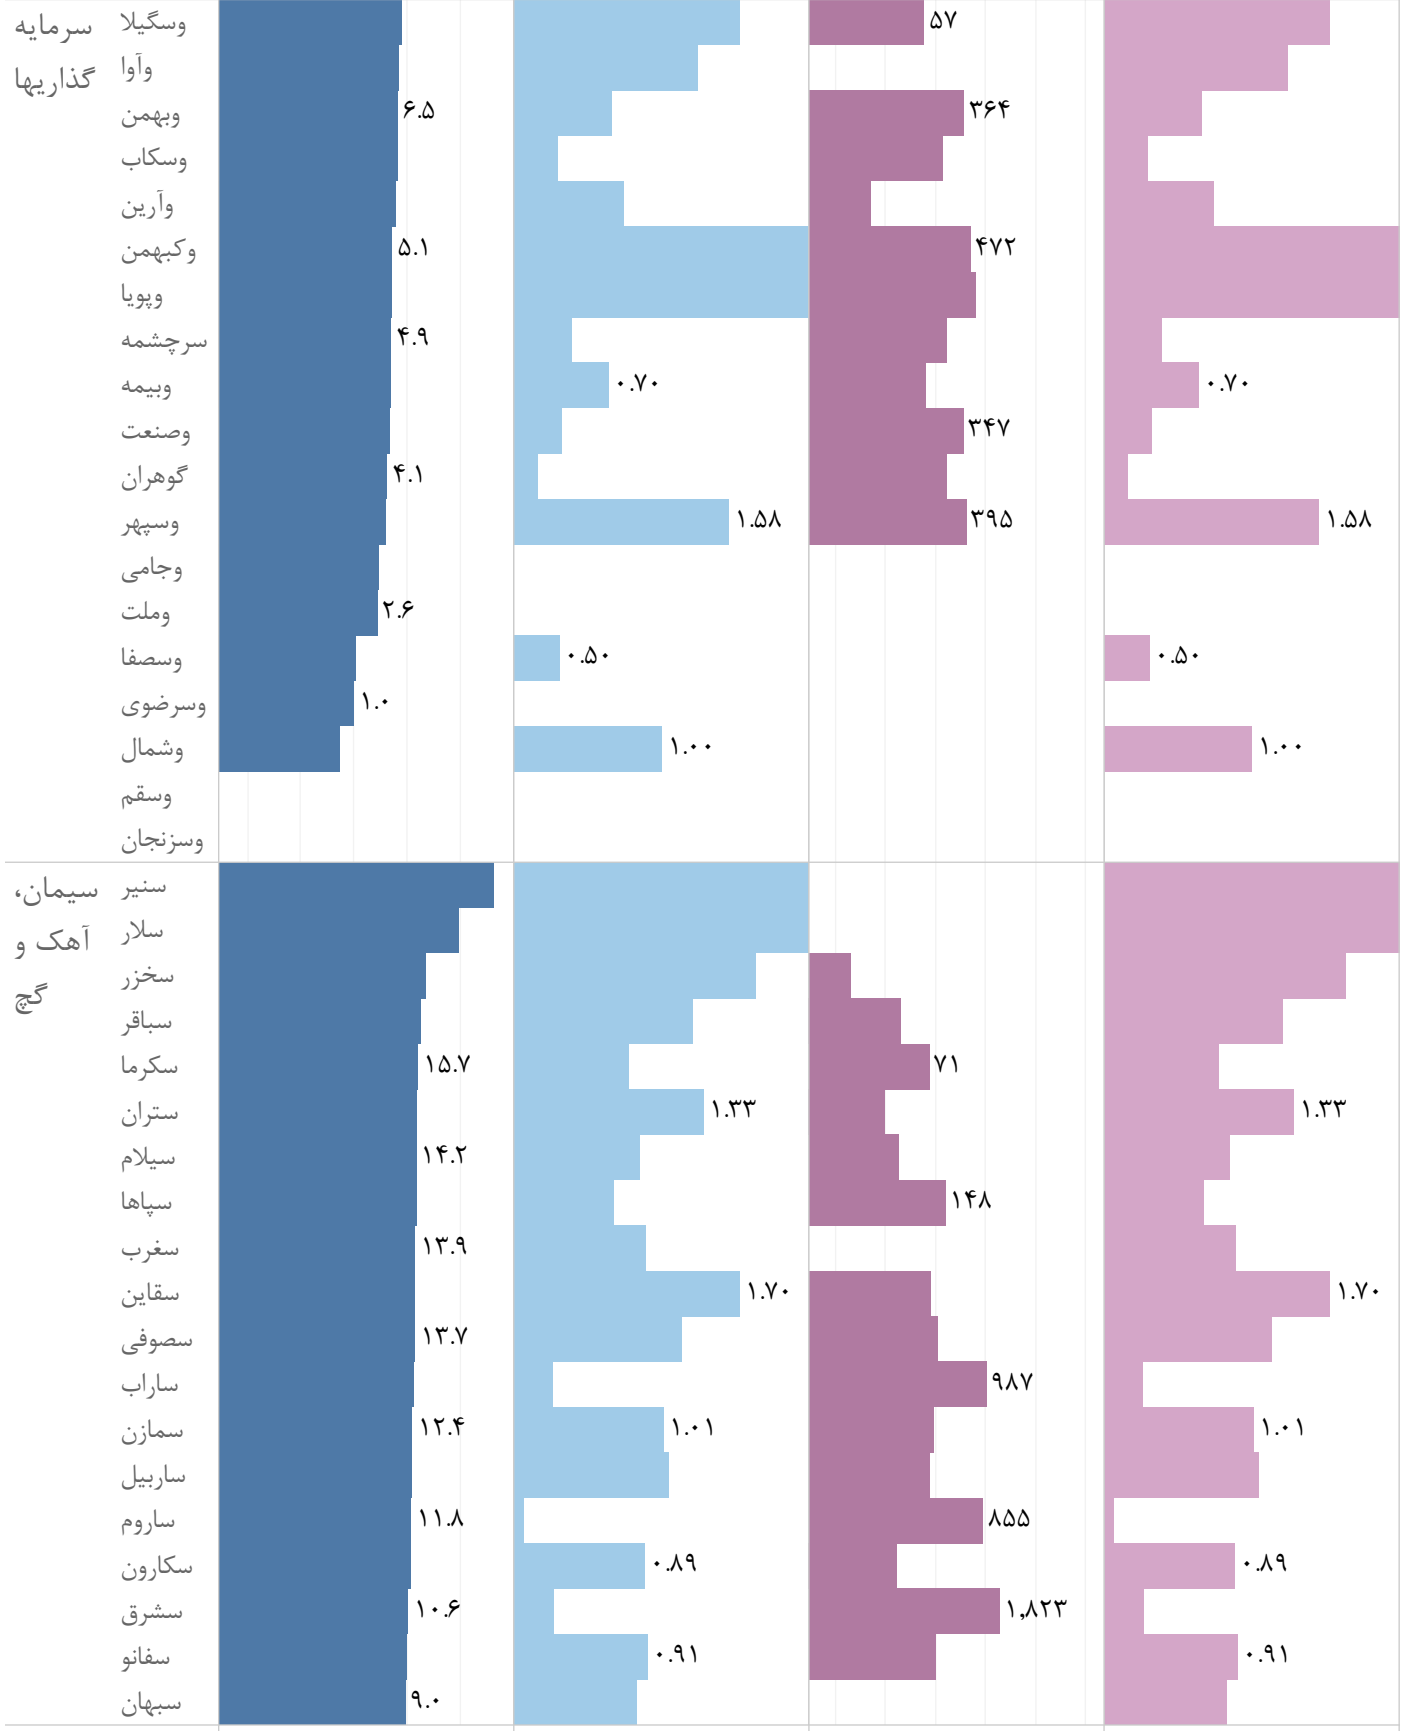 سرمایه
گذاریها
وسگیلا ۵۷
وآوا
وبهمن ۶.۵ ۳۶۴
وسکاب
وآرین
وکبهمن ۵.۱ ۴۷۲
وپویا
سرچشمه ۴.۹
وبیمه ۰.۷۰ ۰.۷۰
وصنعت ۳۴۷
گوهران ۴.۱
وسپهر ۱.۵۸ ۳۹۵ ۱.۵۸
وجامی
وملت ۲.۶
وسصفا ۰.۵۰ ۰.۵۰
وسرضوی ۱.۰
وشمال ۱.۰۰ ۱.۰۰
وسقم
وسزنجان
سیمان،
آهک و
گچ
سنیر
سلار
سخزر
سباقر
سکرما ۱۵.۷ ۷۱
ستران ۱.۳۳ ۱.۳۳
سیلام ۱۴.۲
سپاها ۱۴۸
سغرب ۱۳.۹
سقاین ۱.۷۰ ۱.۷۰
سصوفی ۱۳.۷
ساراب ۹۸۷
سمازن ۱۲.۴ ۱.۰۱ ۱.۰۱
ساربیل
ساروم ۱۱.۸ ۸۵۵
سکارون ۰.۸۹ ۰.۸۹
سشرق ۱۰.۶ ۱,۸۲۳
سفانو ۰.۹۱ ۰.۹۱
سبهان ۹.۰